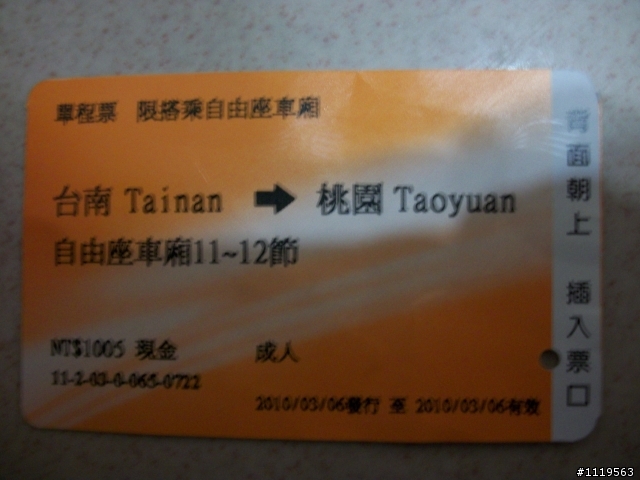 單程票 限搭乘自由座車廂
台南 Tainan → 桃園 Taoyuan
自由座車廂11~12節
NT$1005 現金 成人
11-2-03-0-065-0722
2010/03/06發行 至 2010/03/06有效
背面朝上 插入票口
#1119563